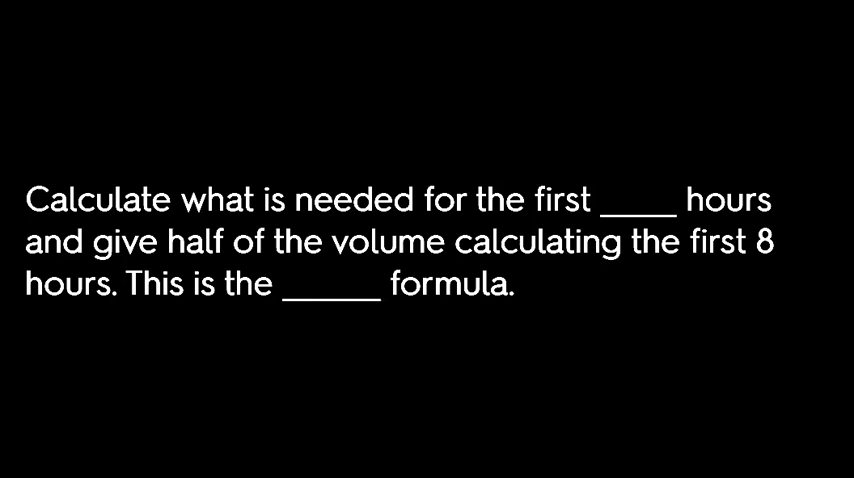 Calculate what is needed for the first _____ hours
and give half of the volume calculating the first 8
hours. This is the ______ formula.